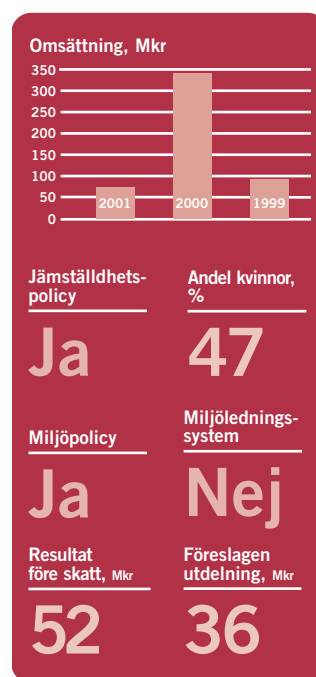 Omsättning, Mkr
350
300
250
200
150
100
50
0
2001 2000 1999
Jämställdhets-
policy
Ja
Andel kvinnor,
%
47
Miljöpolicy
Ja
Miljölednings-
system
Nej
Resultat
före skatt, Mkr
52
Föreslagen
utdelning, Mkr
36